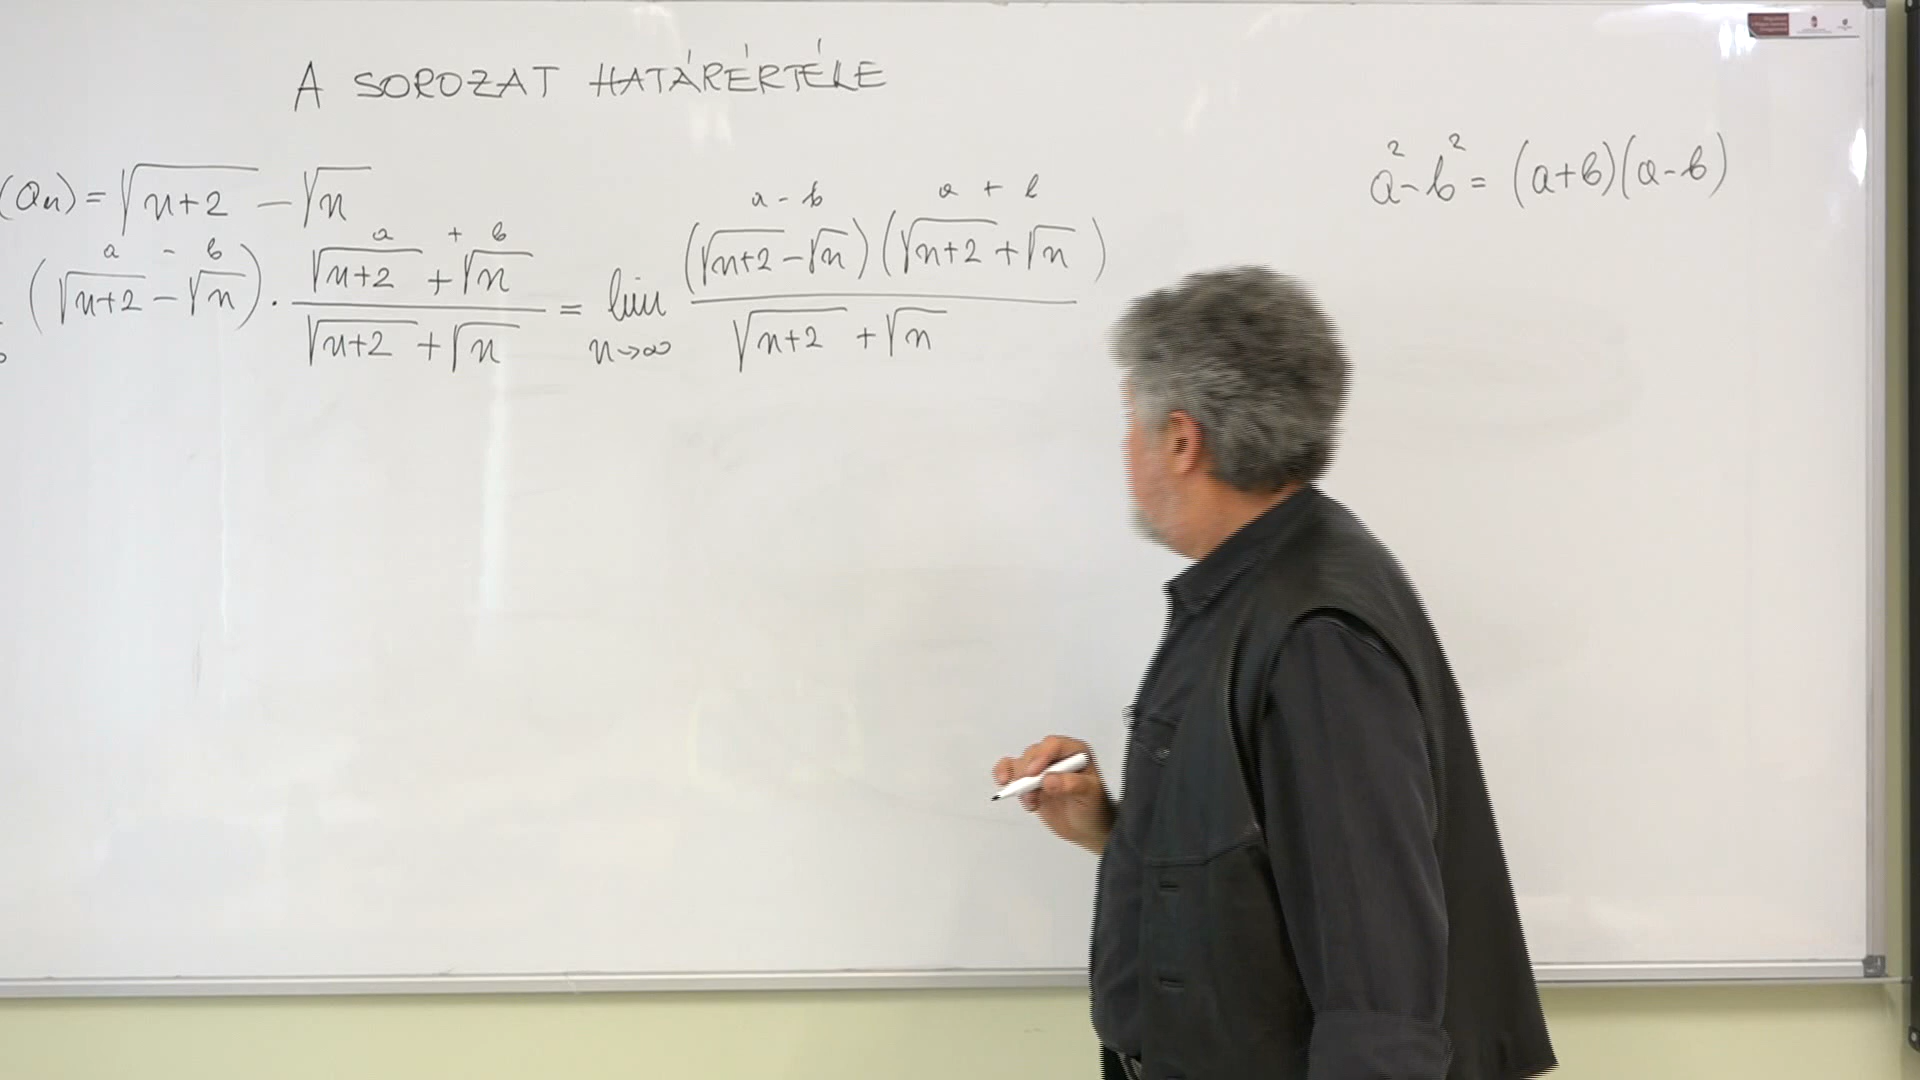 A SOROZAT HATÁRÉRTÉKE
a² - b² = (a+b)(a-b)
(an) = √n+2 - √n
a - b a + b a - b a + b
(√n+2 - √n) · √n+2 + √n / √n+2 + √n = lim n→∞ (√n+2 - √n)(√n+2 + √n) / √n+2 + √n